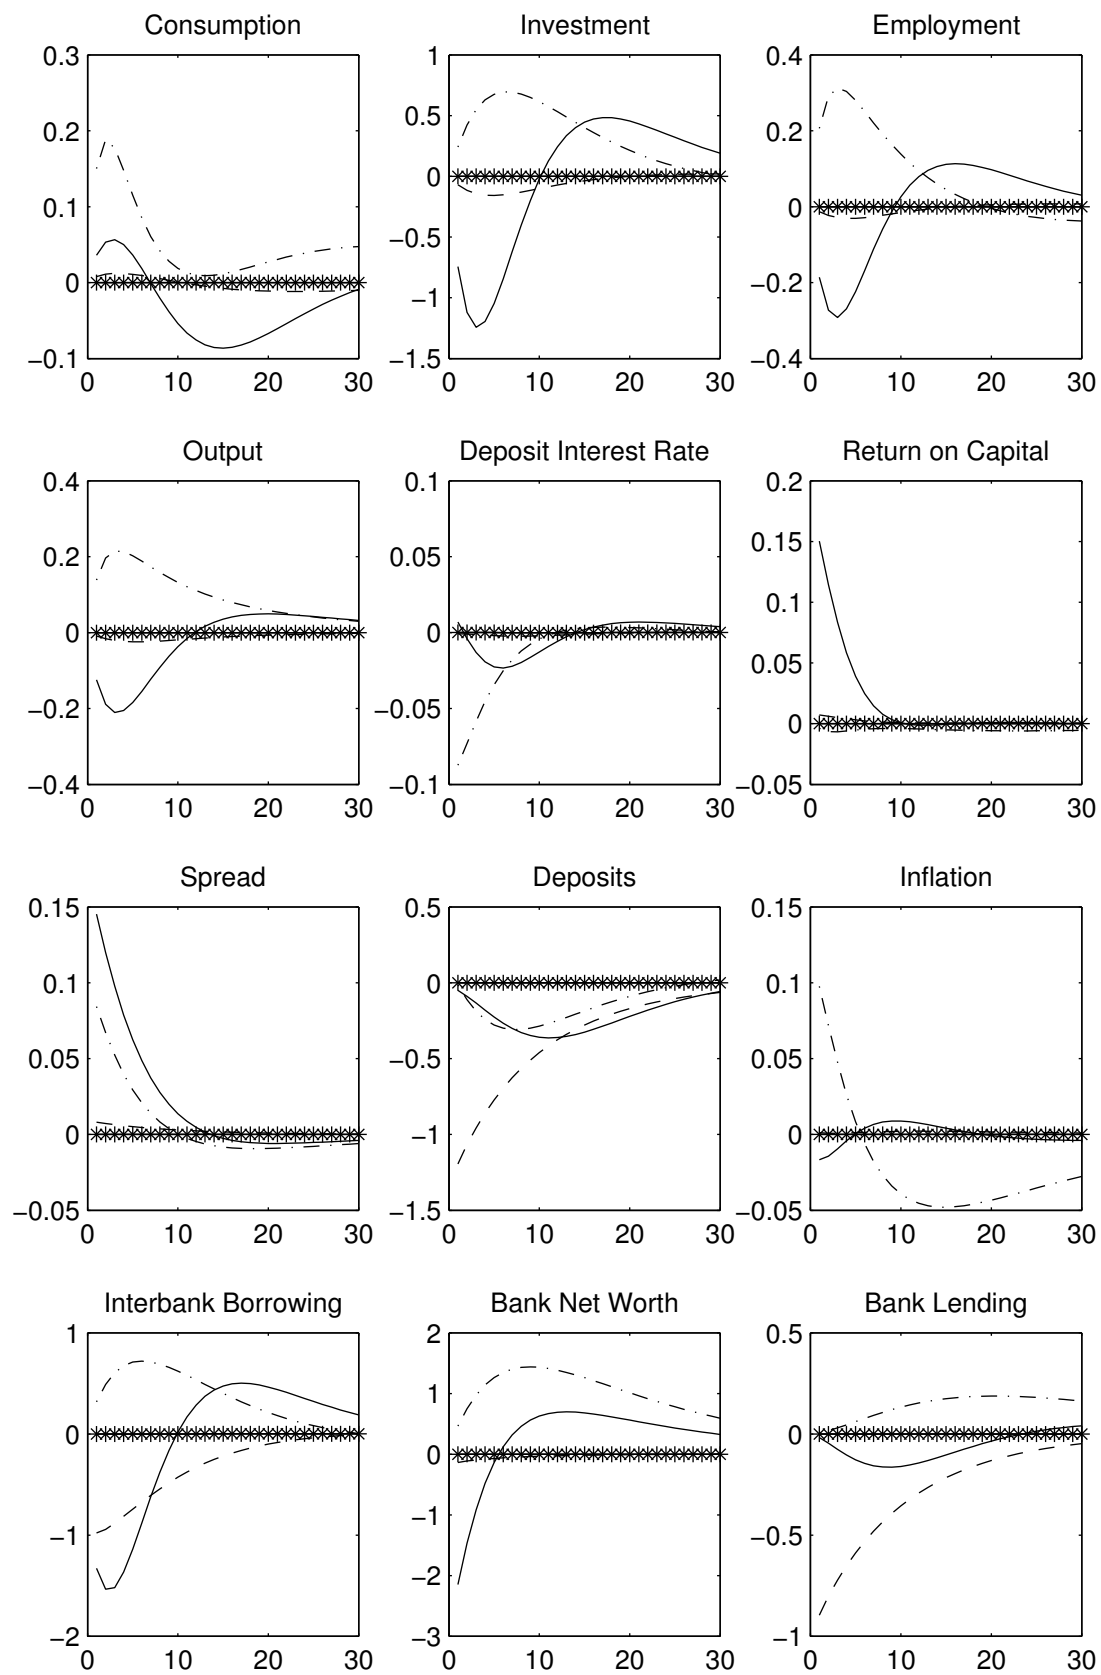 Consumption Investment Employment
0.3 1 0.4
0.2 0.5 0.2
0.1 0 0
0 −0.5 −0.2
−0.1 −1 −0.4
−1.5
0 10 20 30 0 10 20 30 0 10 20 30
Output Deposit Interest Rate Return on Capital
0.4 0.1 0.2
0.2 0.05 0.15
0 0 0.1
−0.2 −0.05 0.05
−0.4 −0.1 0
−0.05
0 10 20 30 0 10 20 30 0 10 20 30
Spread Deposits Inflation
0.15 0.5 0.15
0.1 0 0.1
0.05 −0.5 0.05
0 −1 0
−0.05 −1.5 −0.05
0 10 20 30 0 10 20 30 0 10 20 30
Interbank Borrowing Bank Net Worth Bank Lending
1 2 0.5
0 1 0
−1 0 −0.5
−2 −1 −1
−2
−3
0 10 20 30 0 10 20 30 0 10 20 30